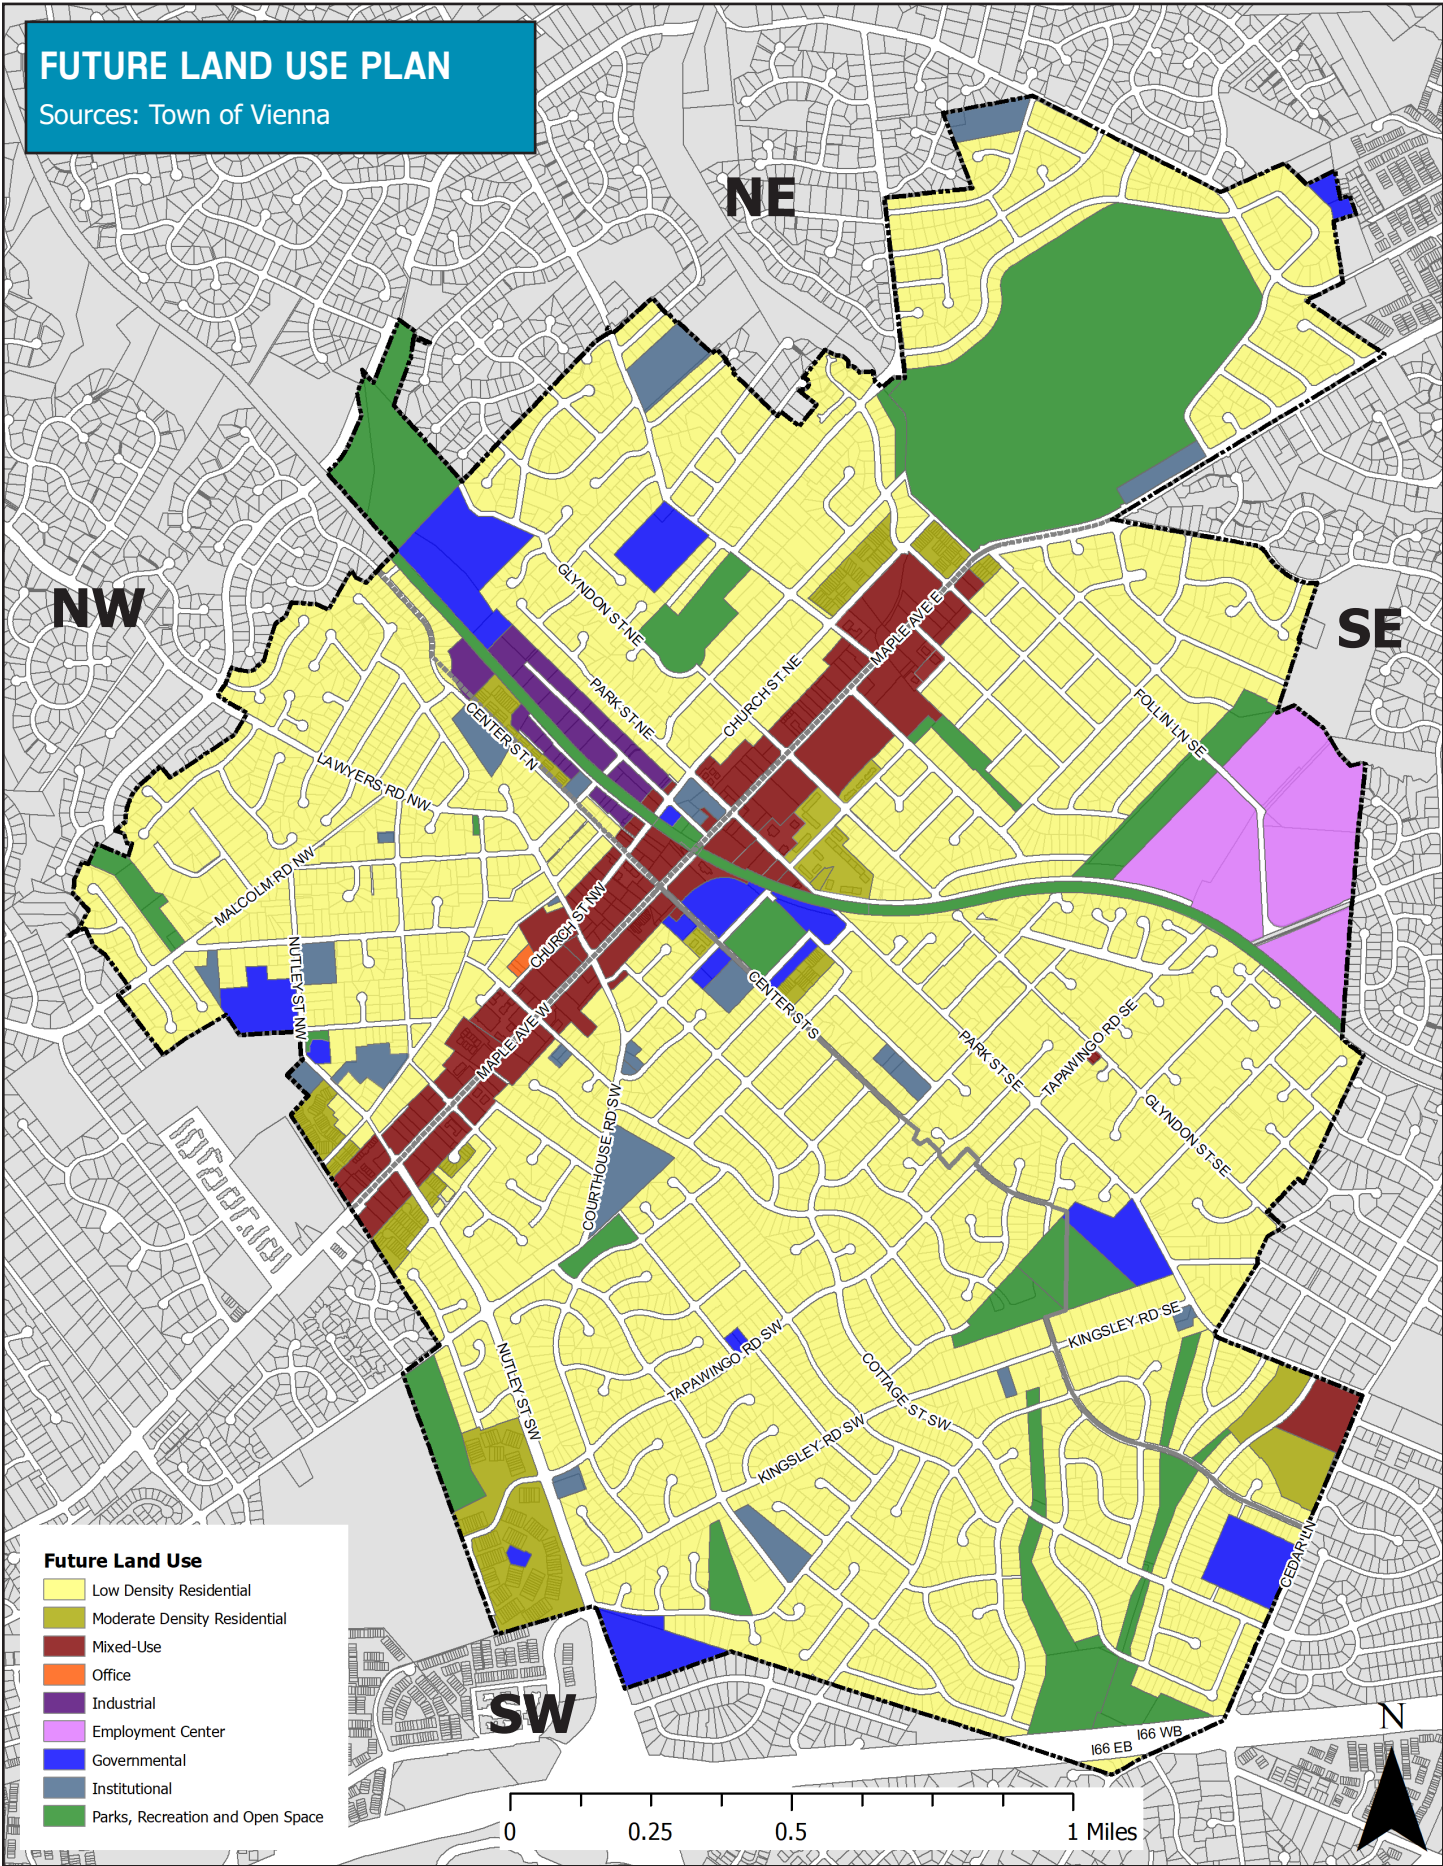 FUTURE LAND USE PLAN
Sources: Town of Vienna
NE
NW
SE
SW
GLYNDON ST NE
PARK ST NE
CHURCH ST NE
MAPLE AVE E
CENTER ST N
LAWYERS RD NW
MALCOLM RD NW
NUTLEY ST NW
CHURCH ST NW
MAPLE AVE W
FOLLIN LN SE
CENTER ST S
PARK ST SE
TAPAWINGO RD SE
GLYNDON ST SE
COURTHOUSE RD SW
KINGSLEY RD SE
NUTLEY ST SW
TAPAWINGO RD SW
COTTAGE ST SW
KINGSLEY RD SW
CEDAR LN
I66 WB
I66 EB
Future Land Use
Low Density Residential
Moderate Density Residential
Mixed-Use
Office
Industrial
Employment Center
Governmental
Institutional
Parks, Recreation and Open Space
0 0.25 0.5 1 Miles
N